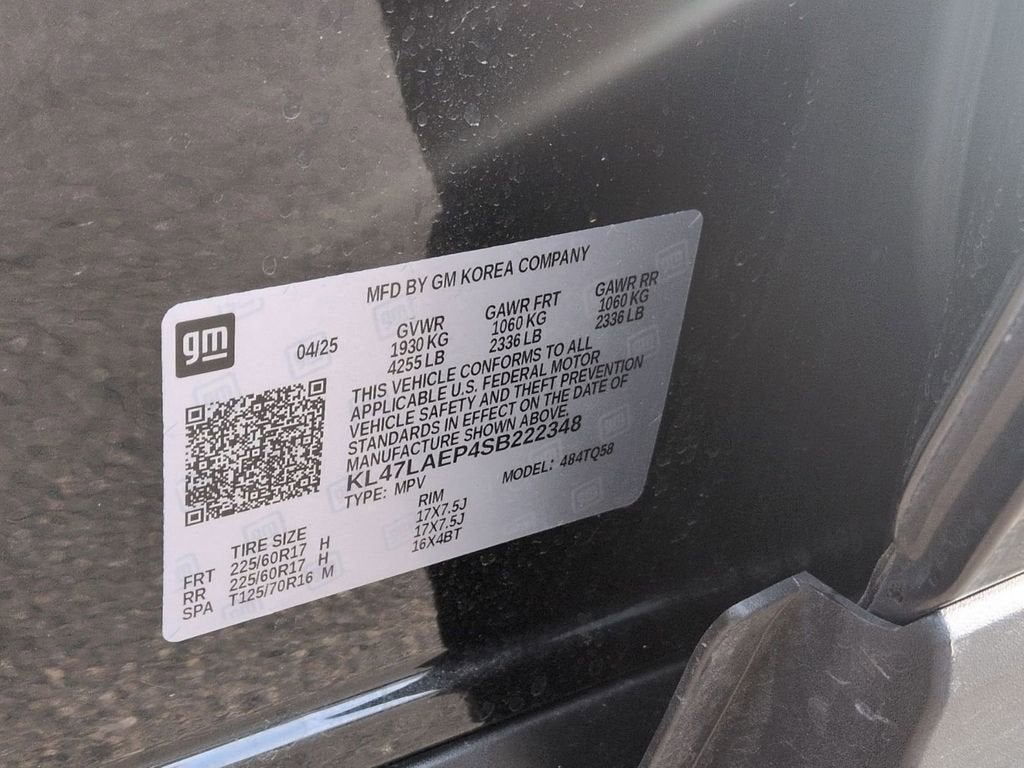 MFD BY GM KOREA COMPANY
gm
04/25
GVWR GAWR FRT GAWR RR
1930 KG 1060 KG 1060 KG
4255 LB 2336 LB 2336 LB
THIS VEHICLE CONFORMS TO ALL
APPLICABLE U.S. FEDERAL MOTOR
VEHICLE SAFETY AND THEFT PREVENTION
STANDARDS IN EFFECT ON THE DATE OF
MANUFACTURE SHOWN ABOVE.
KL47LAEP4SB222348
TYPE: MPV MODEL: 484TQ58
TIRE SIZE RIM
FRT 225/60R17 H 17X7.5J
RR 225/60R17 H 17X7.5J
SPA T125/70R16 M 16X4BT